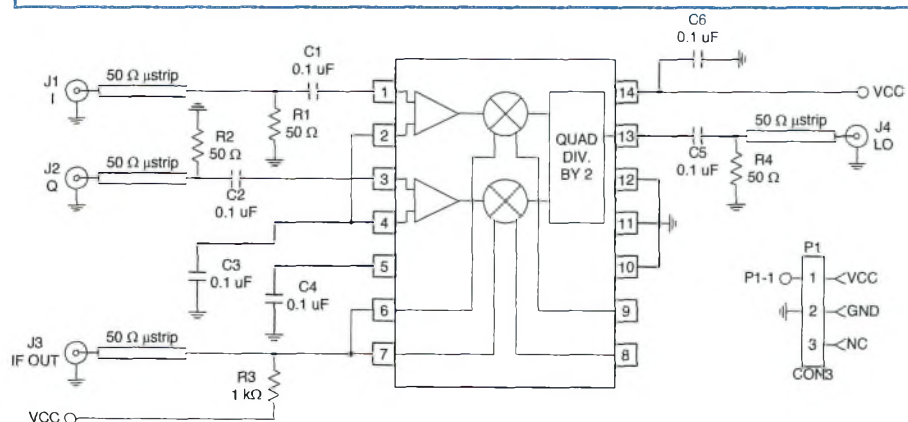 C6
0.1 uF
C1
0.1 uF
50 Ω µstrip
J1
I
R1
50 Ω
R2
50 Ω
50 Ω µstrip
J2
Q
C2
0.1 uF
C3
0.1 uF
C4
0.1 uF
50 Ω µstrip
J3
IF OUT
R3
1 kΩ
VCC
1
2
3
4
5
6
7
QUAD
DIV.
BY 2
14
13
12
11
10
9
8
VCC
50 Ω µstrip
J4
LO
C5
0.1 uF
R4
50 Ω
P1
P1-1
1
VCC
2
GND
3
NC
CON3